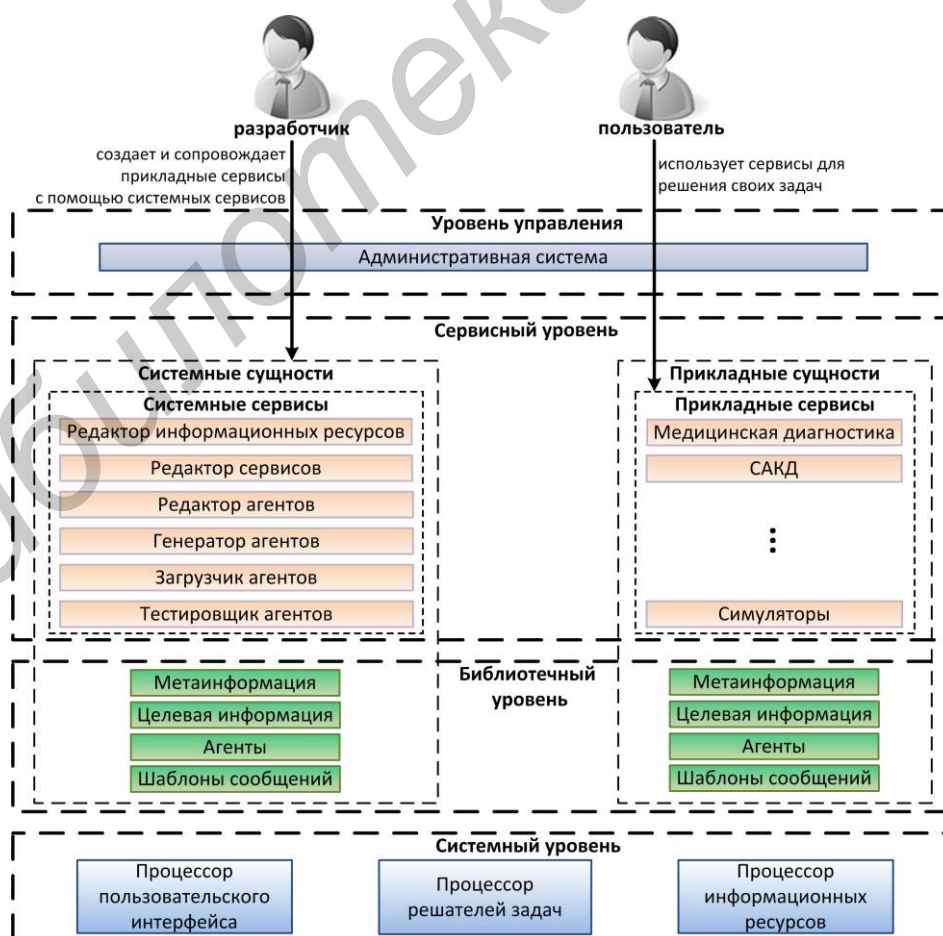 разработчик
пользователь
создает и сопровождает
прикладные сервисы
с помощью системных сервисов
использует сервисы для
решения своих задач
Уровень управления
Административная система
Сервисный уровень
Системные сущности
Системные сервисы
Редактор информационных ресурсов
Редактор сервисов
Редактор агентов
Генератор агентов
Загрузчик агентов
Тестировщик агентов
Прикладные сущности
Прикладные сервисы
Медицинская диагностика
САКД
Симуляторы
Библиотечный
уровень
Метаинформация
Целевая информация
Агенты
Шаблоны сообщений
Метаинформация
Целевая информация
Агенты
Шаблоны сообщений
Системный уровень
Процессор
пользовательского
интерфейса
Процессор
решателей задач
Процессор
информационных
ресурсов